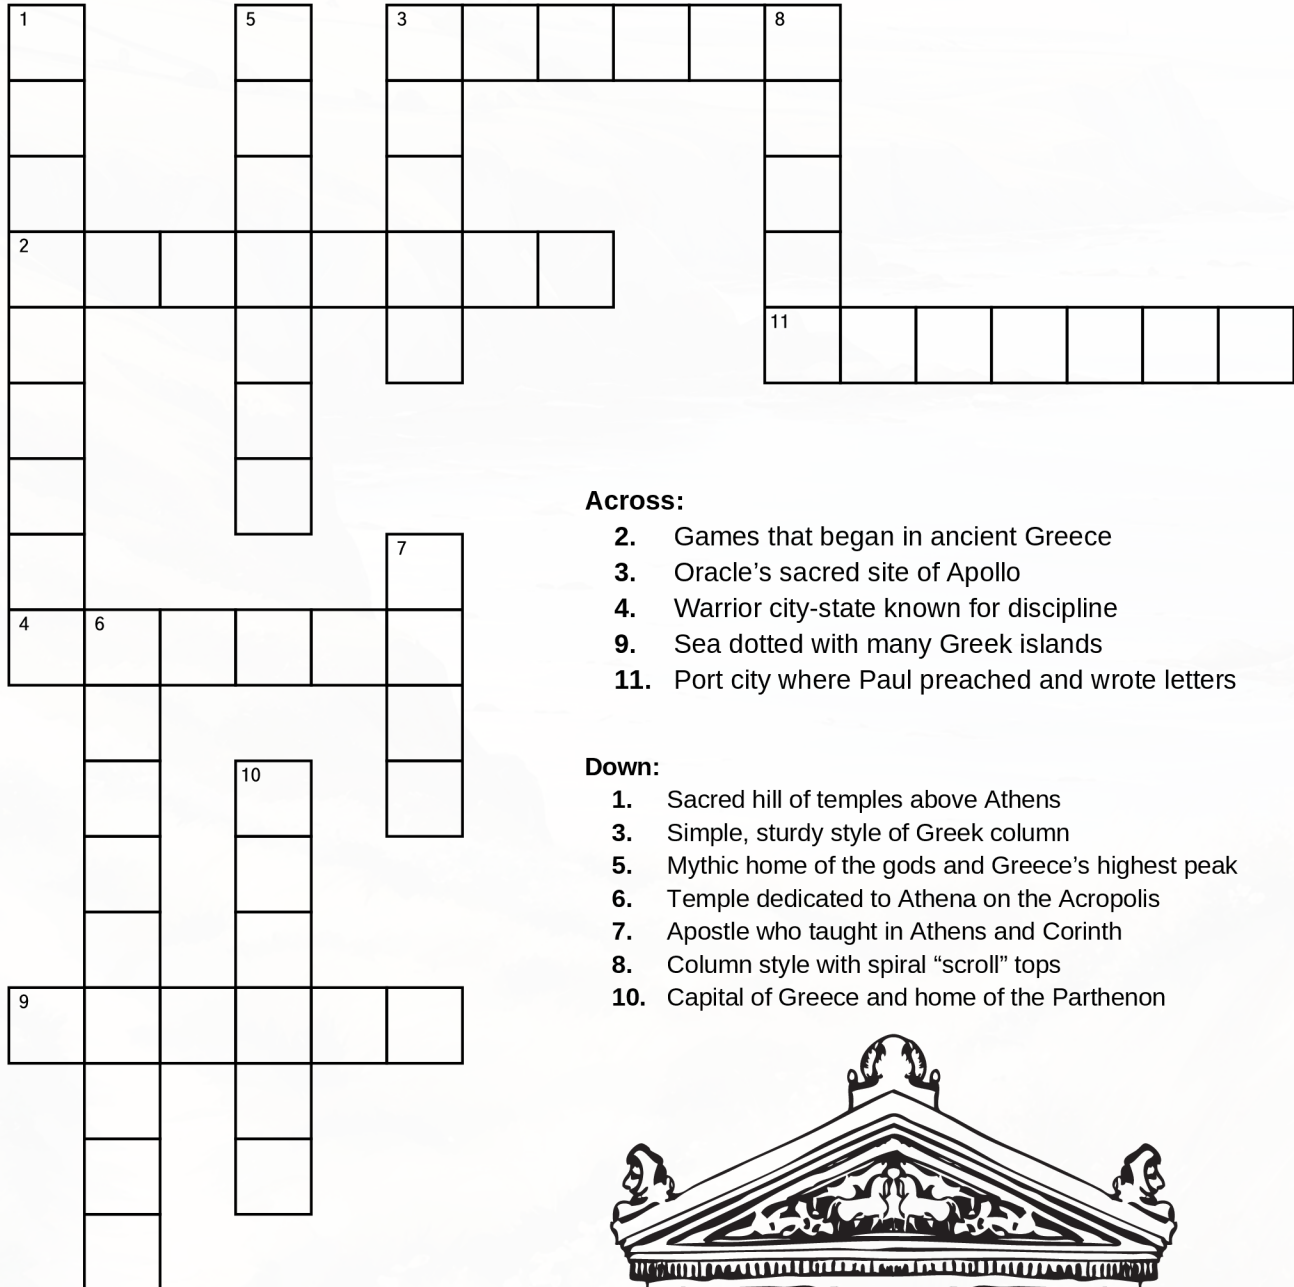 1 5 3 8
2
11
7
4 6
10
9
Across:
2. Games that began in ancient Greece
3. Oracle’s sacred site of Apollo
4. Warrior city-state known for discipline
9. Sea dotted with many Greek islands
11. Port city where Paul preached and wrote letters
Down:
1. Sacred hill of temples above Athens
3. Simple, sturdy style of Greek column
5. Mythic home of the gods and Greece’s highest peak
6. Temple dedicated to Athena on the Acropolis
7. Apostle who taught in Athens and Corinth
8. Column style with spiral “scroll” tops
10. Capital of Greece and home of the Parthenon